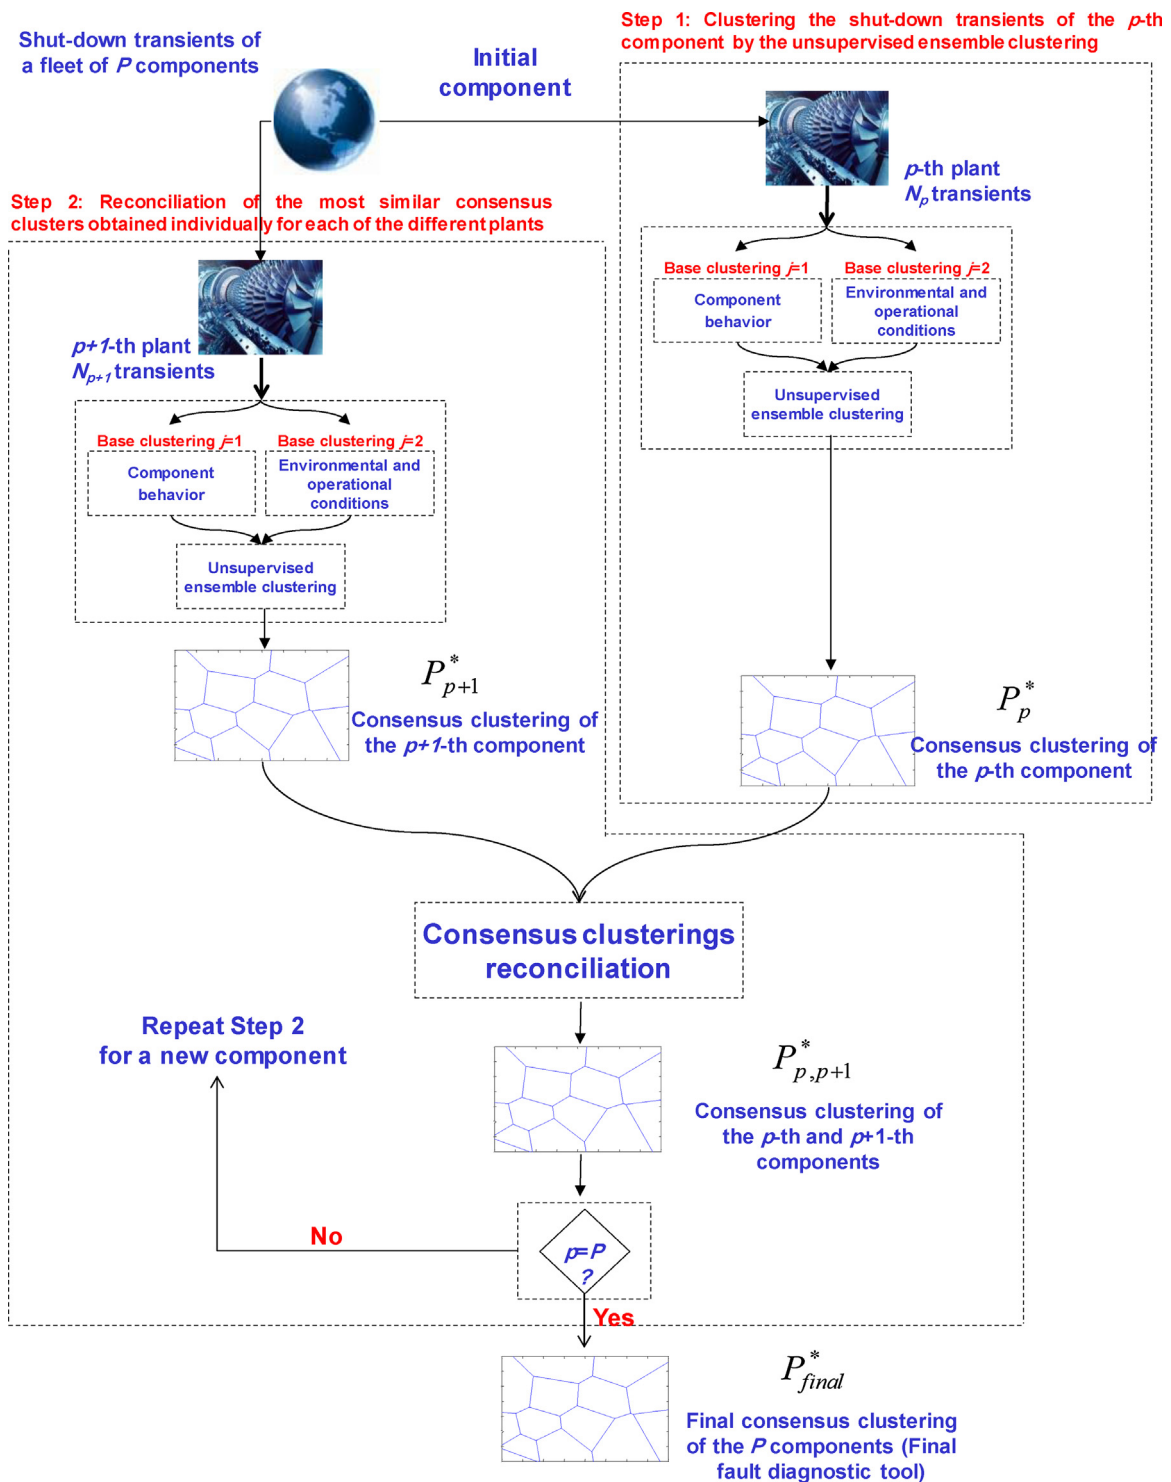 Step 1: Clustering the shut-down transients of the p-th
component by the unsupervised ensemble clustering
Shut-down transients of
a fleet of P components
Initial
component
p-th plant
Np transients
Step 2: Reconciliation of the most similar consensus
clusters obtained individually for each of the different plants
Base clustering j=1
Base clustering j=2
Component
behavior
Environmental and
operational
conditions
Unsupervised
ensemble clustering
p+1-th plant
Np+1 transients
Base clustering j=1
Base clustering j=2
Component
behavior
Environmental and
operational
conditions
Unsupervised
ensemble clustering
P*p+1
Consensus clustering of
the p+1-th component
P*p
Consensus clustering of
the p-th component
Consensus clusterings
reconciliation
Repeat Step 2
for a new component
P*p,p+1
Consensus clustering of
the p-th and p+1-th
components
No
p=P
?
Yes
P*final
Final consensus clustering
of the P components (Final
fault diagnostic tool)